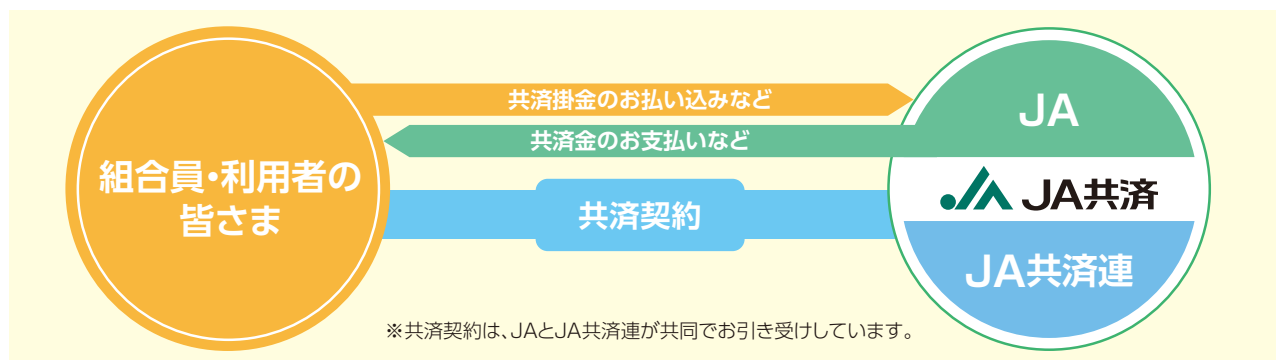 組合員・利用者の
皆さま
共済掛金のお払い込みなど
共済金のお支払いなど
共済契約
JA
JA共済
JA共済連
※共済契約は、JAとJA共済連が共同でお引き受けしています。